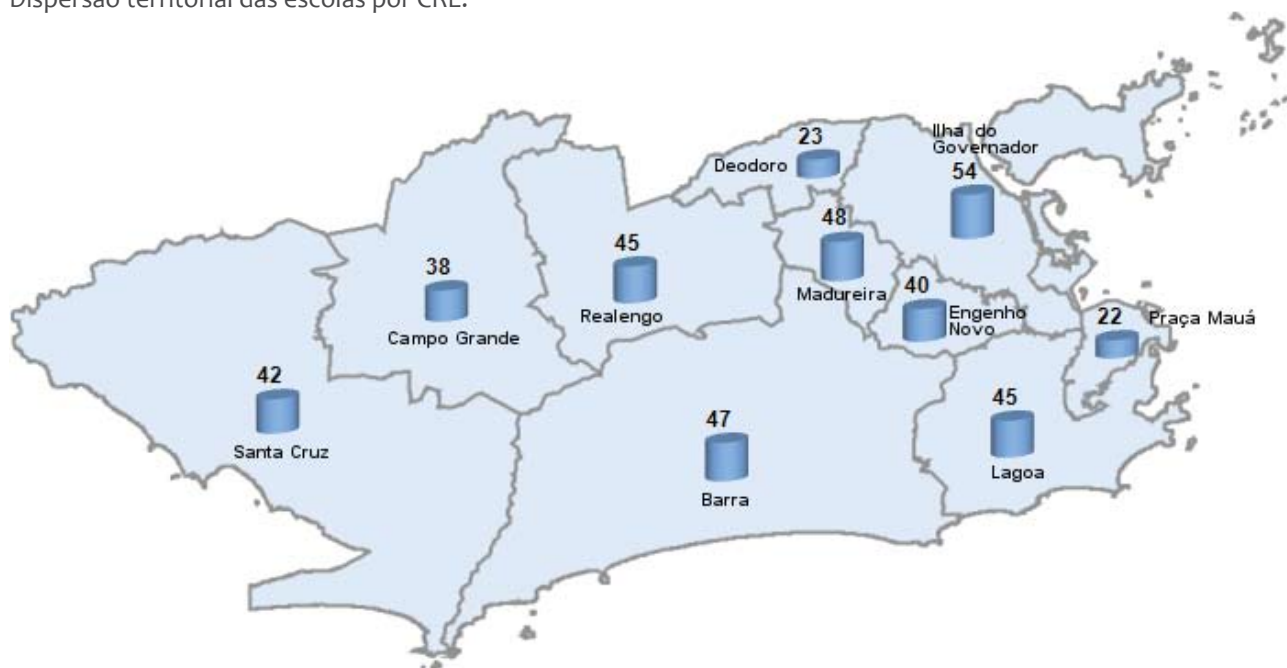 Dispersão territorial das escolas por CRE.
23
Deodoro
Ilha do
Governador
54
48
Madureira
45
Realengo
38
Campo Grande
40
Engenho
Novo
22
Praça Mauá
42
Santa Cruz
47
Barra
45
Lagoa